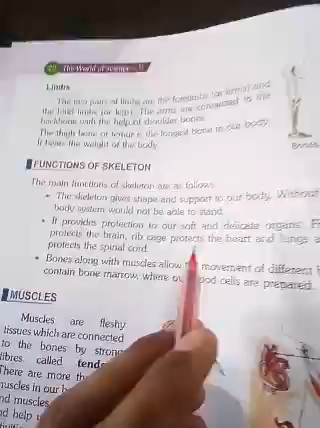 20 The World of Science - 
Limbs
The two pairs of limbs are the forelimbs (or arms) and
the hind limbs (or legs). The arms are connected to the
backbone with the help of shoulder bones.
The thigh bone or femur is the longest bone in our body.
It bears the weight of the body.
Bones
FUNCTIONS OF SKELETON
The main functions of skeleton are as follows:
• The skeleton gives shape and support to our body. Without
body system would not be able to stand.
• It provides protection to our soft and delicate organs.
protects the brain, rib cage protects the heart and lungs
protects the spinal cord.
• Bones along with muscles allow movement of different
contain bone marrow, where cells are prepared.
MUSCLES
Muscles are fleshy
tissues which are connected
to the bones by strong
fibres called
There are more
muscles in our
and muscles
and help